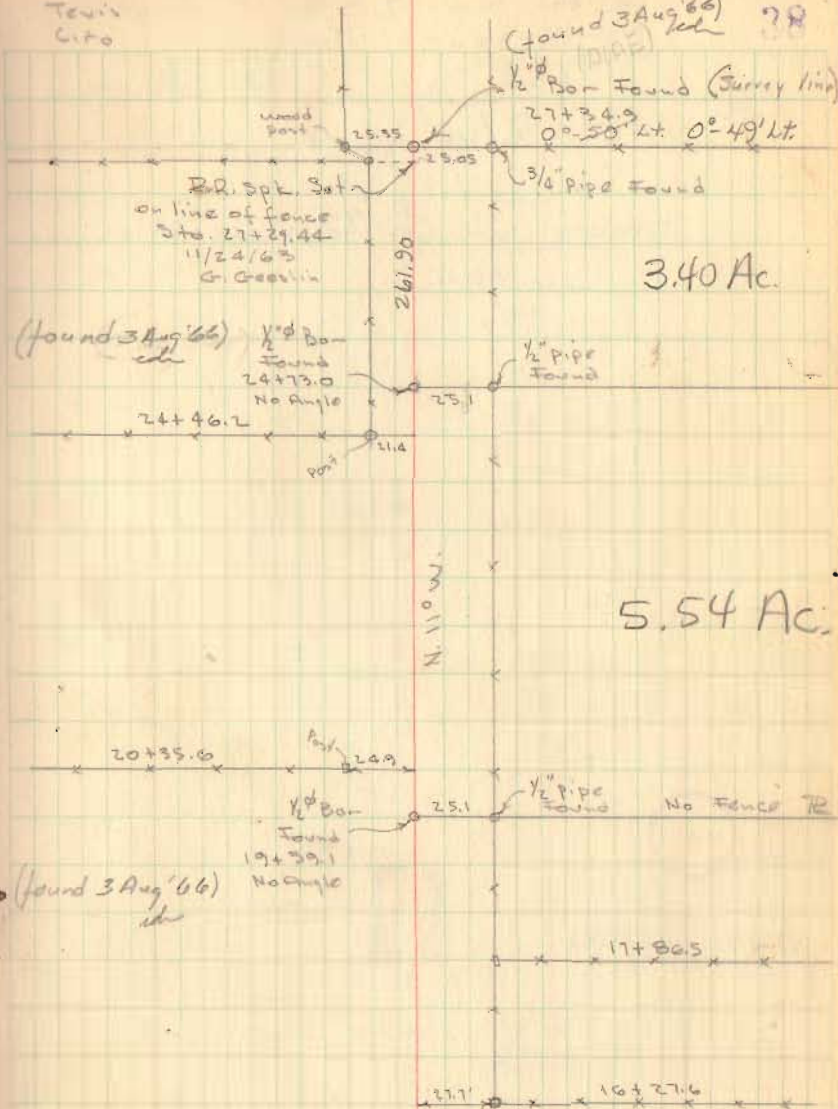 Tevis
Cito
38
(found 3 Aug '66)
edn
1/2" ø Bar Found (Survey line)
27+34.9
0°-50' Lt. 0°-49' Lt.
wood
post
25.35
25.05
3/4" pipe Found
B.R. Spk. Set
on line of fence
Sta. 27+29.44
11/24/63
G. Geeslin
261.90
3.40 Ac.
(found 3 Aug '66)
edn
1/2" ø Bar
Found
24+73.0
No Angle
1/2" pipe
Found
25.1
24+46.2
21.4
post
N. 11° W.
5.54 Ac.
20+35.6
Post
24.9
1/2" ø Bar
Found
19+39.1
No Angle
25.1
1/2" pipe
Found
No Fence
(found 3 Aug '66)
edn
17+86.5
27.7'
16+27.6